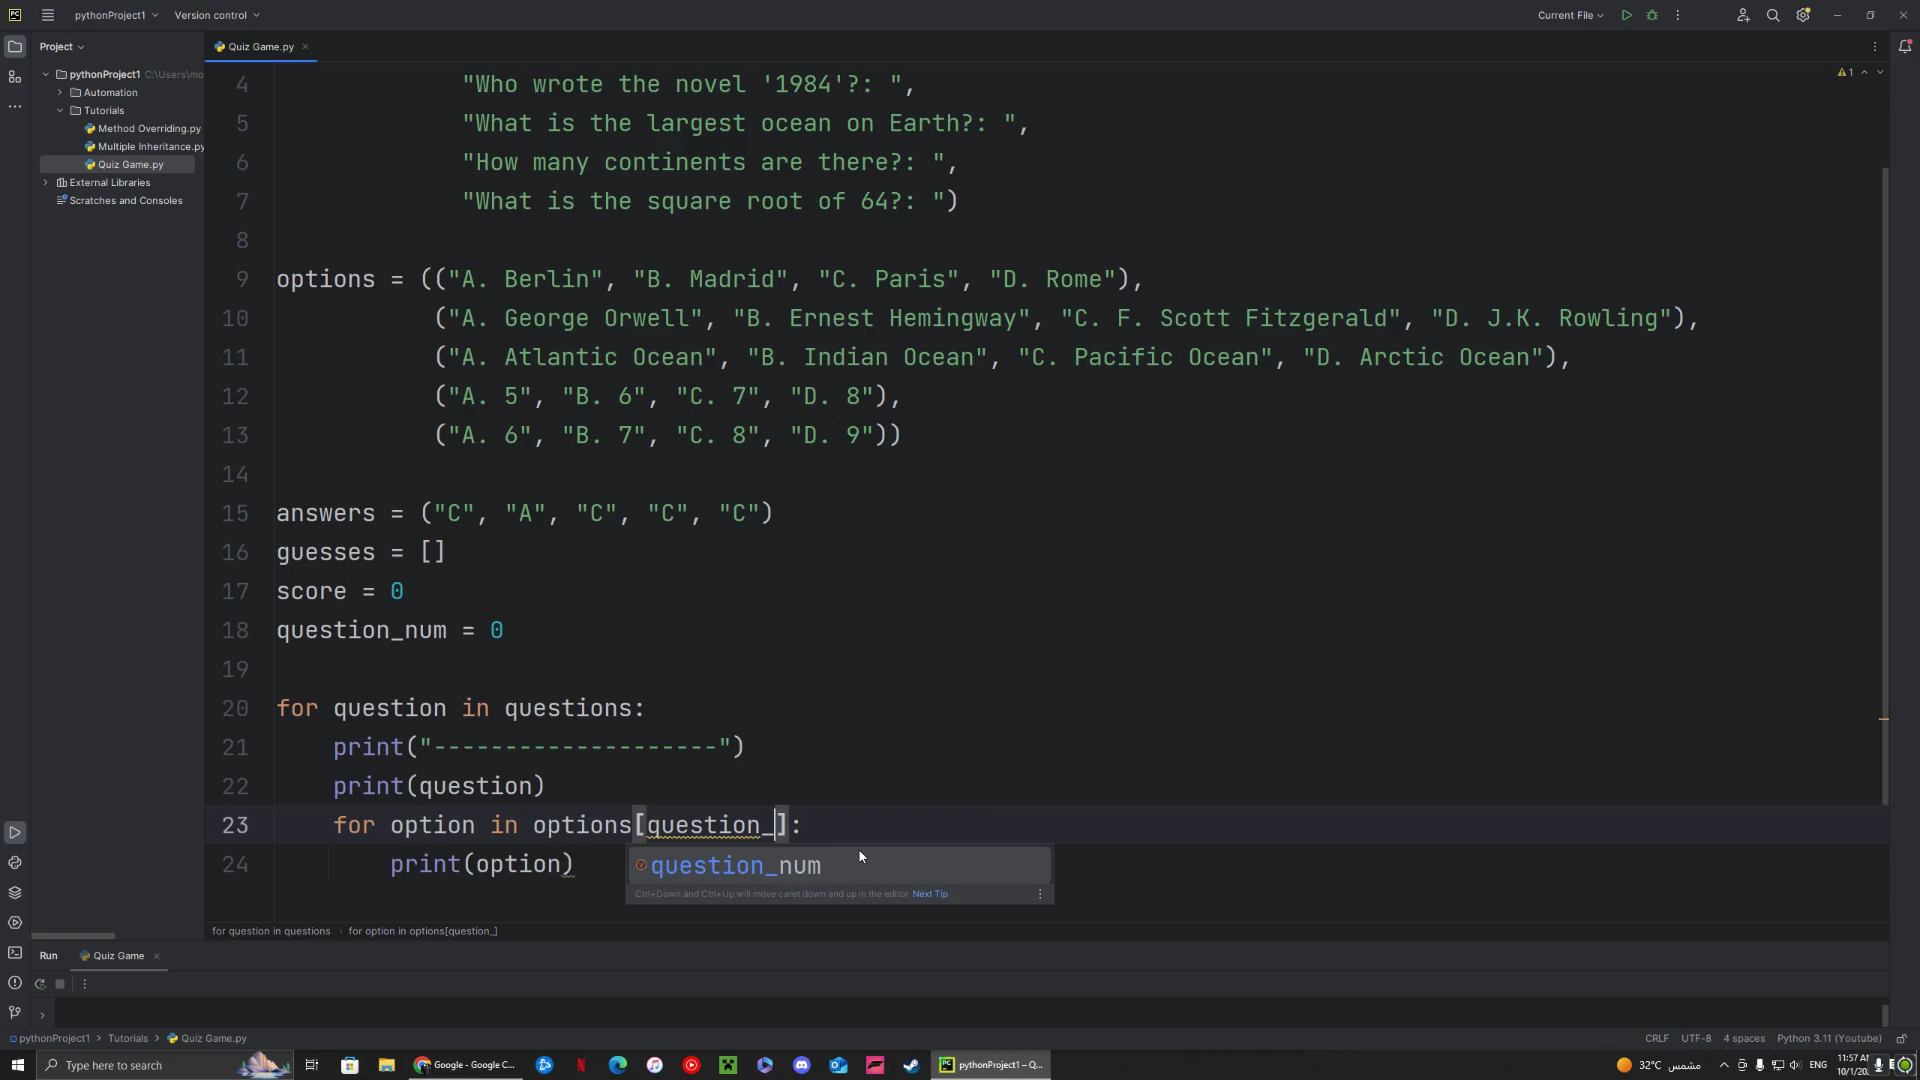 pythonProject1
Version control
Current File
Project
Quiz Game.py
pythonProject1 C:\Users\mo
Automation
Tutorials
Method Overriding.py
Multiple Inheritance.py
Quiz Game.py
External Libraries
Scratches and Consoles
1
4 "Who wrote the novel '1984'?: ",
5 "What is the largest ocean on Earth?: ",
6 "How many continents are there?: ",
7 "What is the square root of 64?: ")
8
9 options = (("A. Berlin", "B. Madrid", "C. Paris", "D. Rome"),
10 ("A. George Orwell", "B. Ernest Hemingway", "C. F. Scott Fitzgerald", "D. J.K. Rowling"),
11 ("A. Atlantic Ocean", "B. Indian Ocean", "C. Pacific Ocean", "D. Arctic Ocean"),
12 ("A. 5", "B. 6", "C. 7", "D. 8"),
13 ("A. 6", "B. 7", "C. 8", "D. 9"))
14
15 answers = ("C", "A", "C", "C", "C")
16 guesses = []
17 score = 0
18 question_num = 0
19
20 for question in questions:
21 print("--------------------")
22 print(question)
23 for option in options[question_]:
24 print(option)
question_num
Ctrl+Down and Ctrl+Up will move caret down and up in the editor Next Tip
for question in questions › for option in options[question_]
Run
Quiz Game
pythonProject1 › Tutorials › Quiz Game.py
CRLF UTF-8 4 spaces Python 3.11 (Youtube)
Type here to search
Google - Google C...
pythonProject1 – Q...
32°C مشمس
ENG
11:57 AM